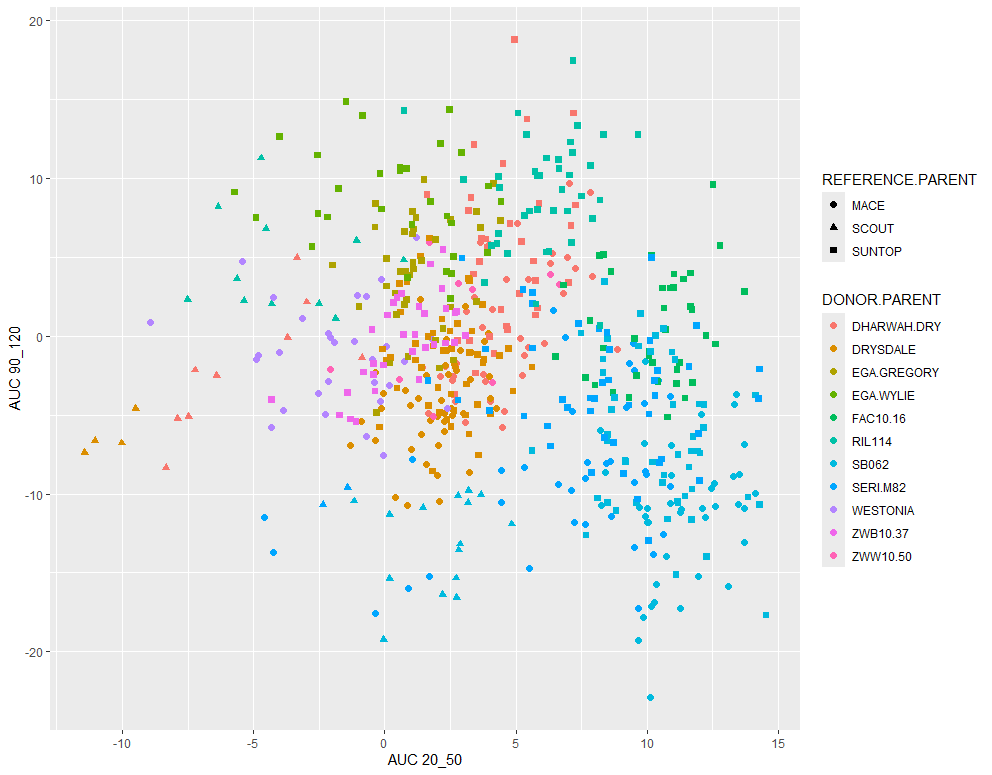 20
10
0
-10
-20
AUC 90_120
-10
-5
0
5
10
15
AUC 20_50
REFERENCE.PARENT
MACE
SCOUT
SUNTOP
DONOR.PARENT
DHARWAH.DRY
DRYSDALE
EGA.GREGORY
EGA.WYLIE
FAC10.16
RIL114
SB062
SERI.M82
WESTONIA
ZWB10.37
ZWW10.50